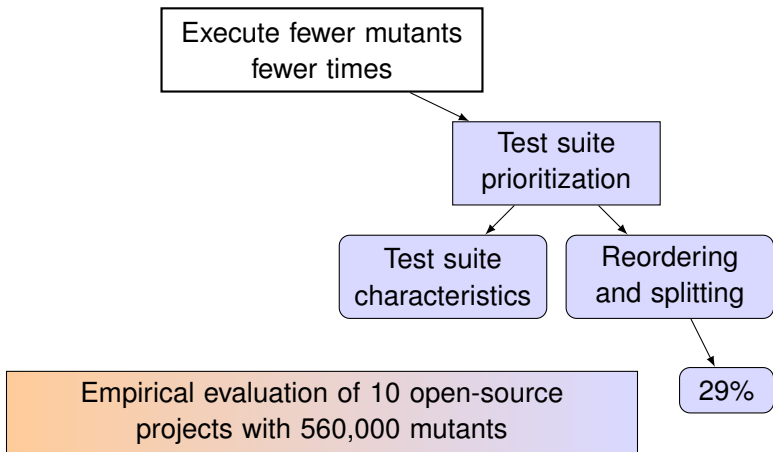 Execute fewer mutants
fewer times
Test suite
prioritization
Test suite
characteristics
Reordering
and splitting
29%
Empirical evaluation of 10 open-source
projects with 560,000 mutants